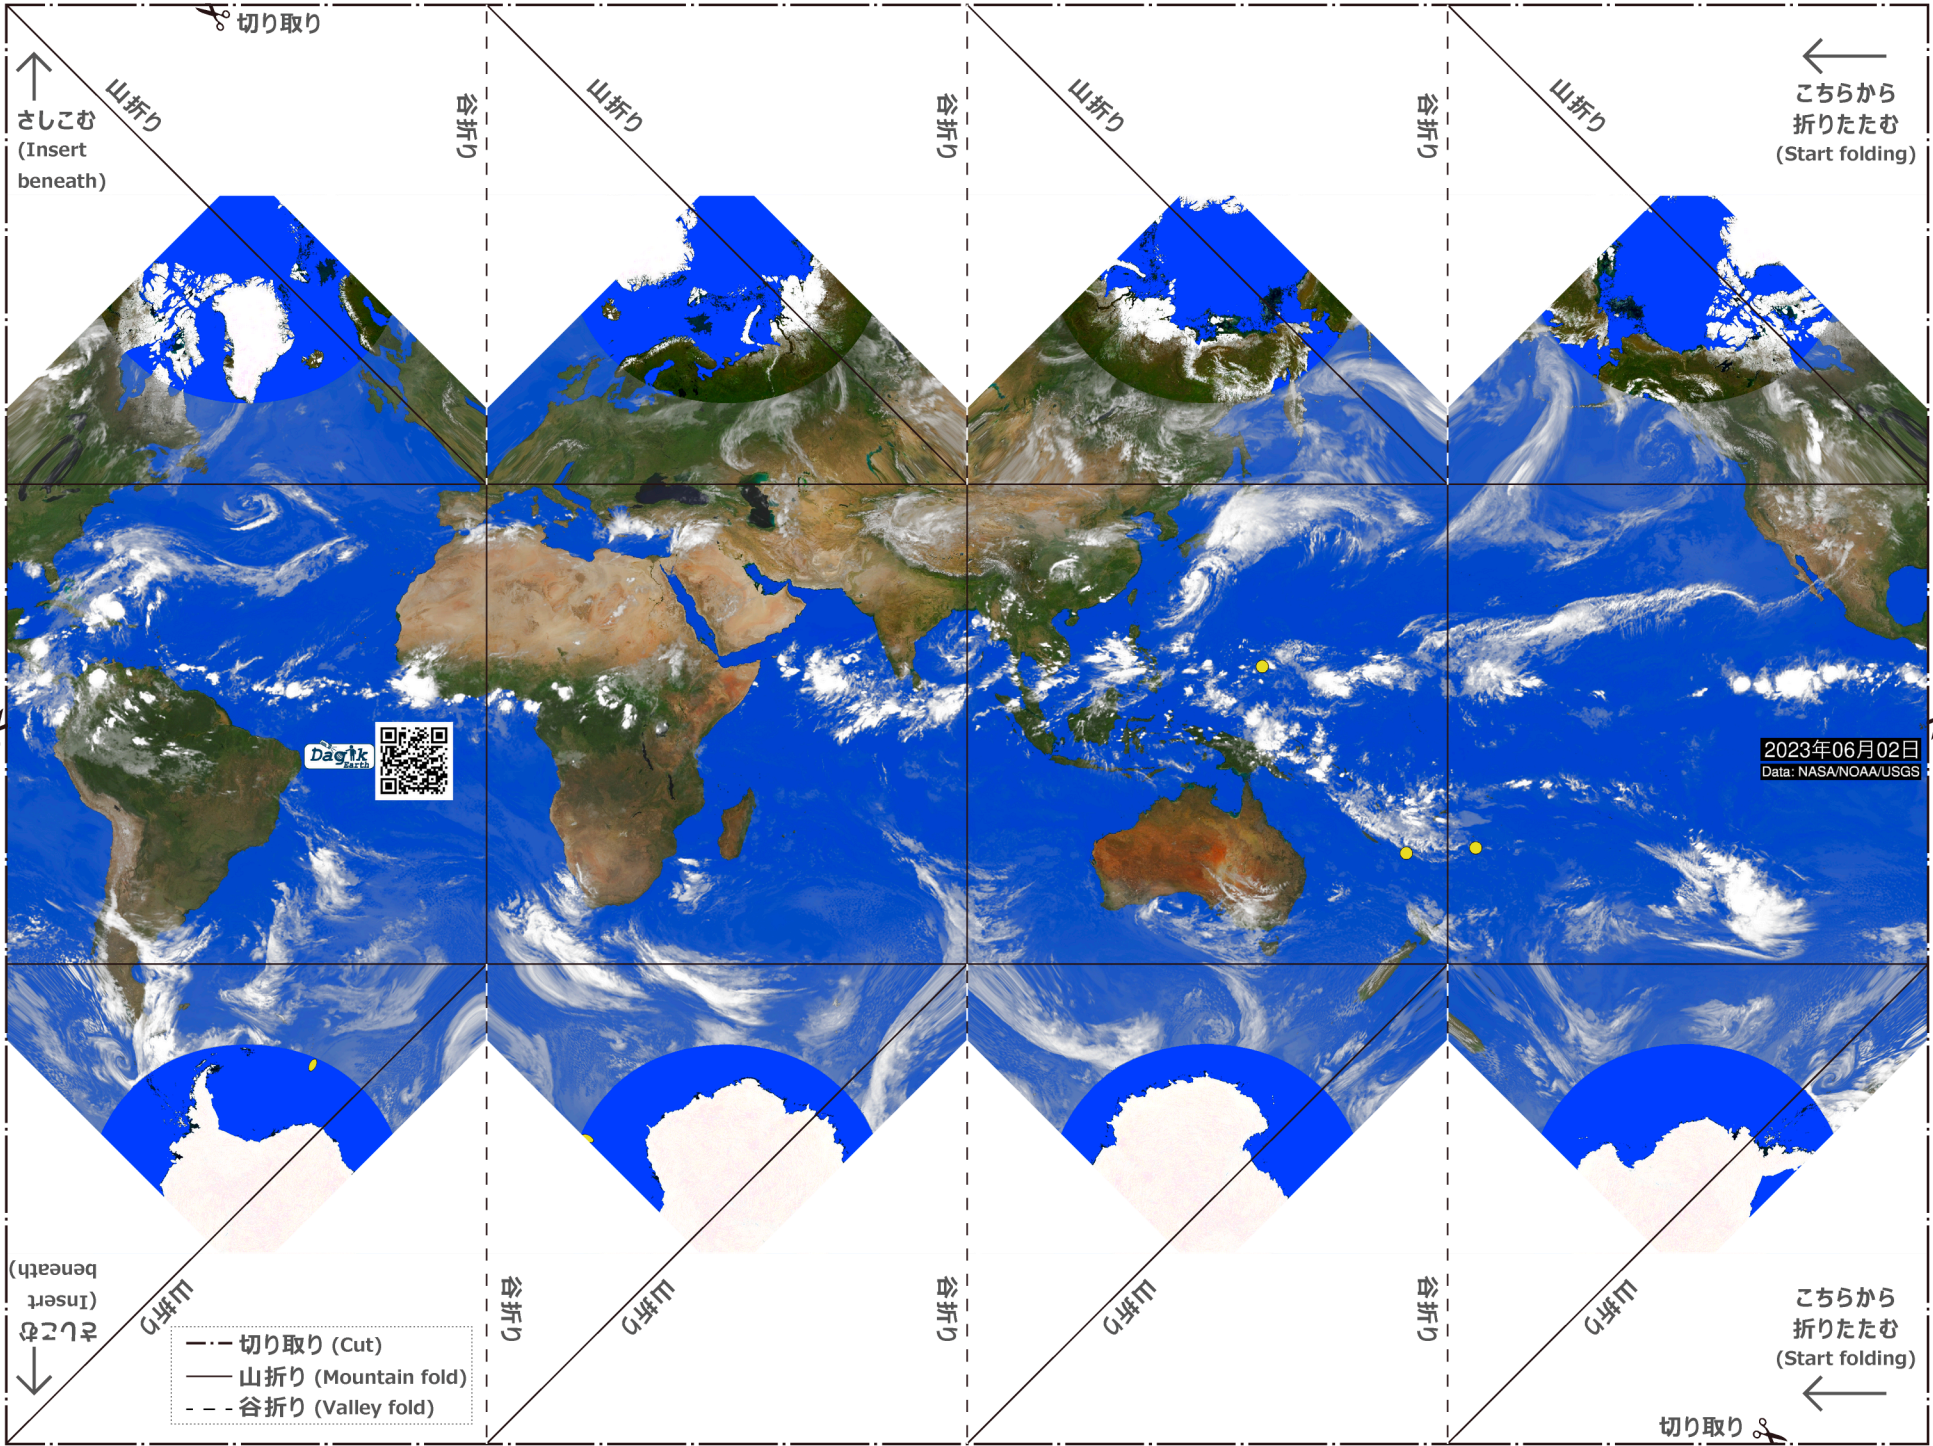 切り取り
山折り
谷折り
山折り
谷折り
山折り
谷折り
山折り
さしこむ
(Insert
beneath)
こちらから
折りたたむ
(Start folding)
Dagik
Earth
2023年06月02日
Data: NASA/NOAA/USGS
さしこむ
(Insert
beneath)
山折り
谷折り
山折り
谷折り
山折り
谷折り
山折り
こちらから
折りたたむ
(Start folding)
切り取り (Cut)
山折り (Mountain fold)
谷折り (Valley fold)
切り取り